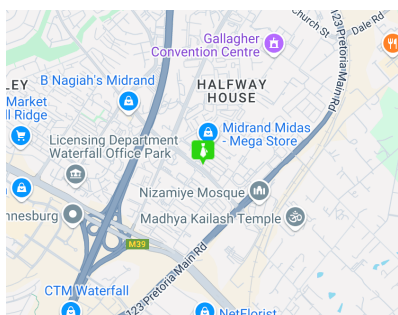 Church St
Dale Rd
123 Pretoria Main Rd
Gallagher
Convention Centre
LEY
B Nagiah's Midrand
HALFWAY
HOUSE
Market
ll Ridge
Midrand Midas
- Mega Store
Licensing Department
Waterfall Office Park
Nizamiye Mosque
nnesburg
Madhya Kailash Temple
M39
123 Pretoria Main Rd
CTM Waterfall
NetFlorist